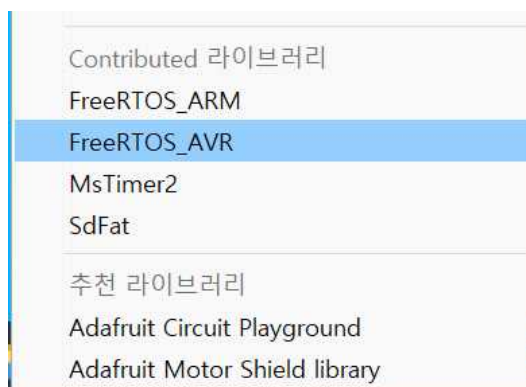 Contributed 라이브러리
FreeRTOS_ARM
FreeRTOS_AVR
MsTimer2
SdFat
추천 라이브러리
Adafruit Circuit Playground
Adafruit Motor Shield library